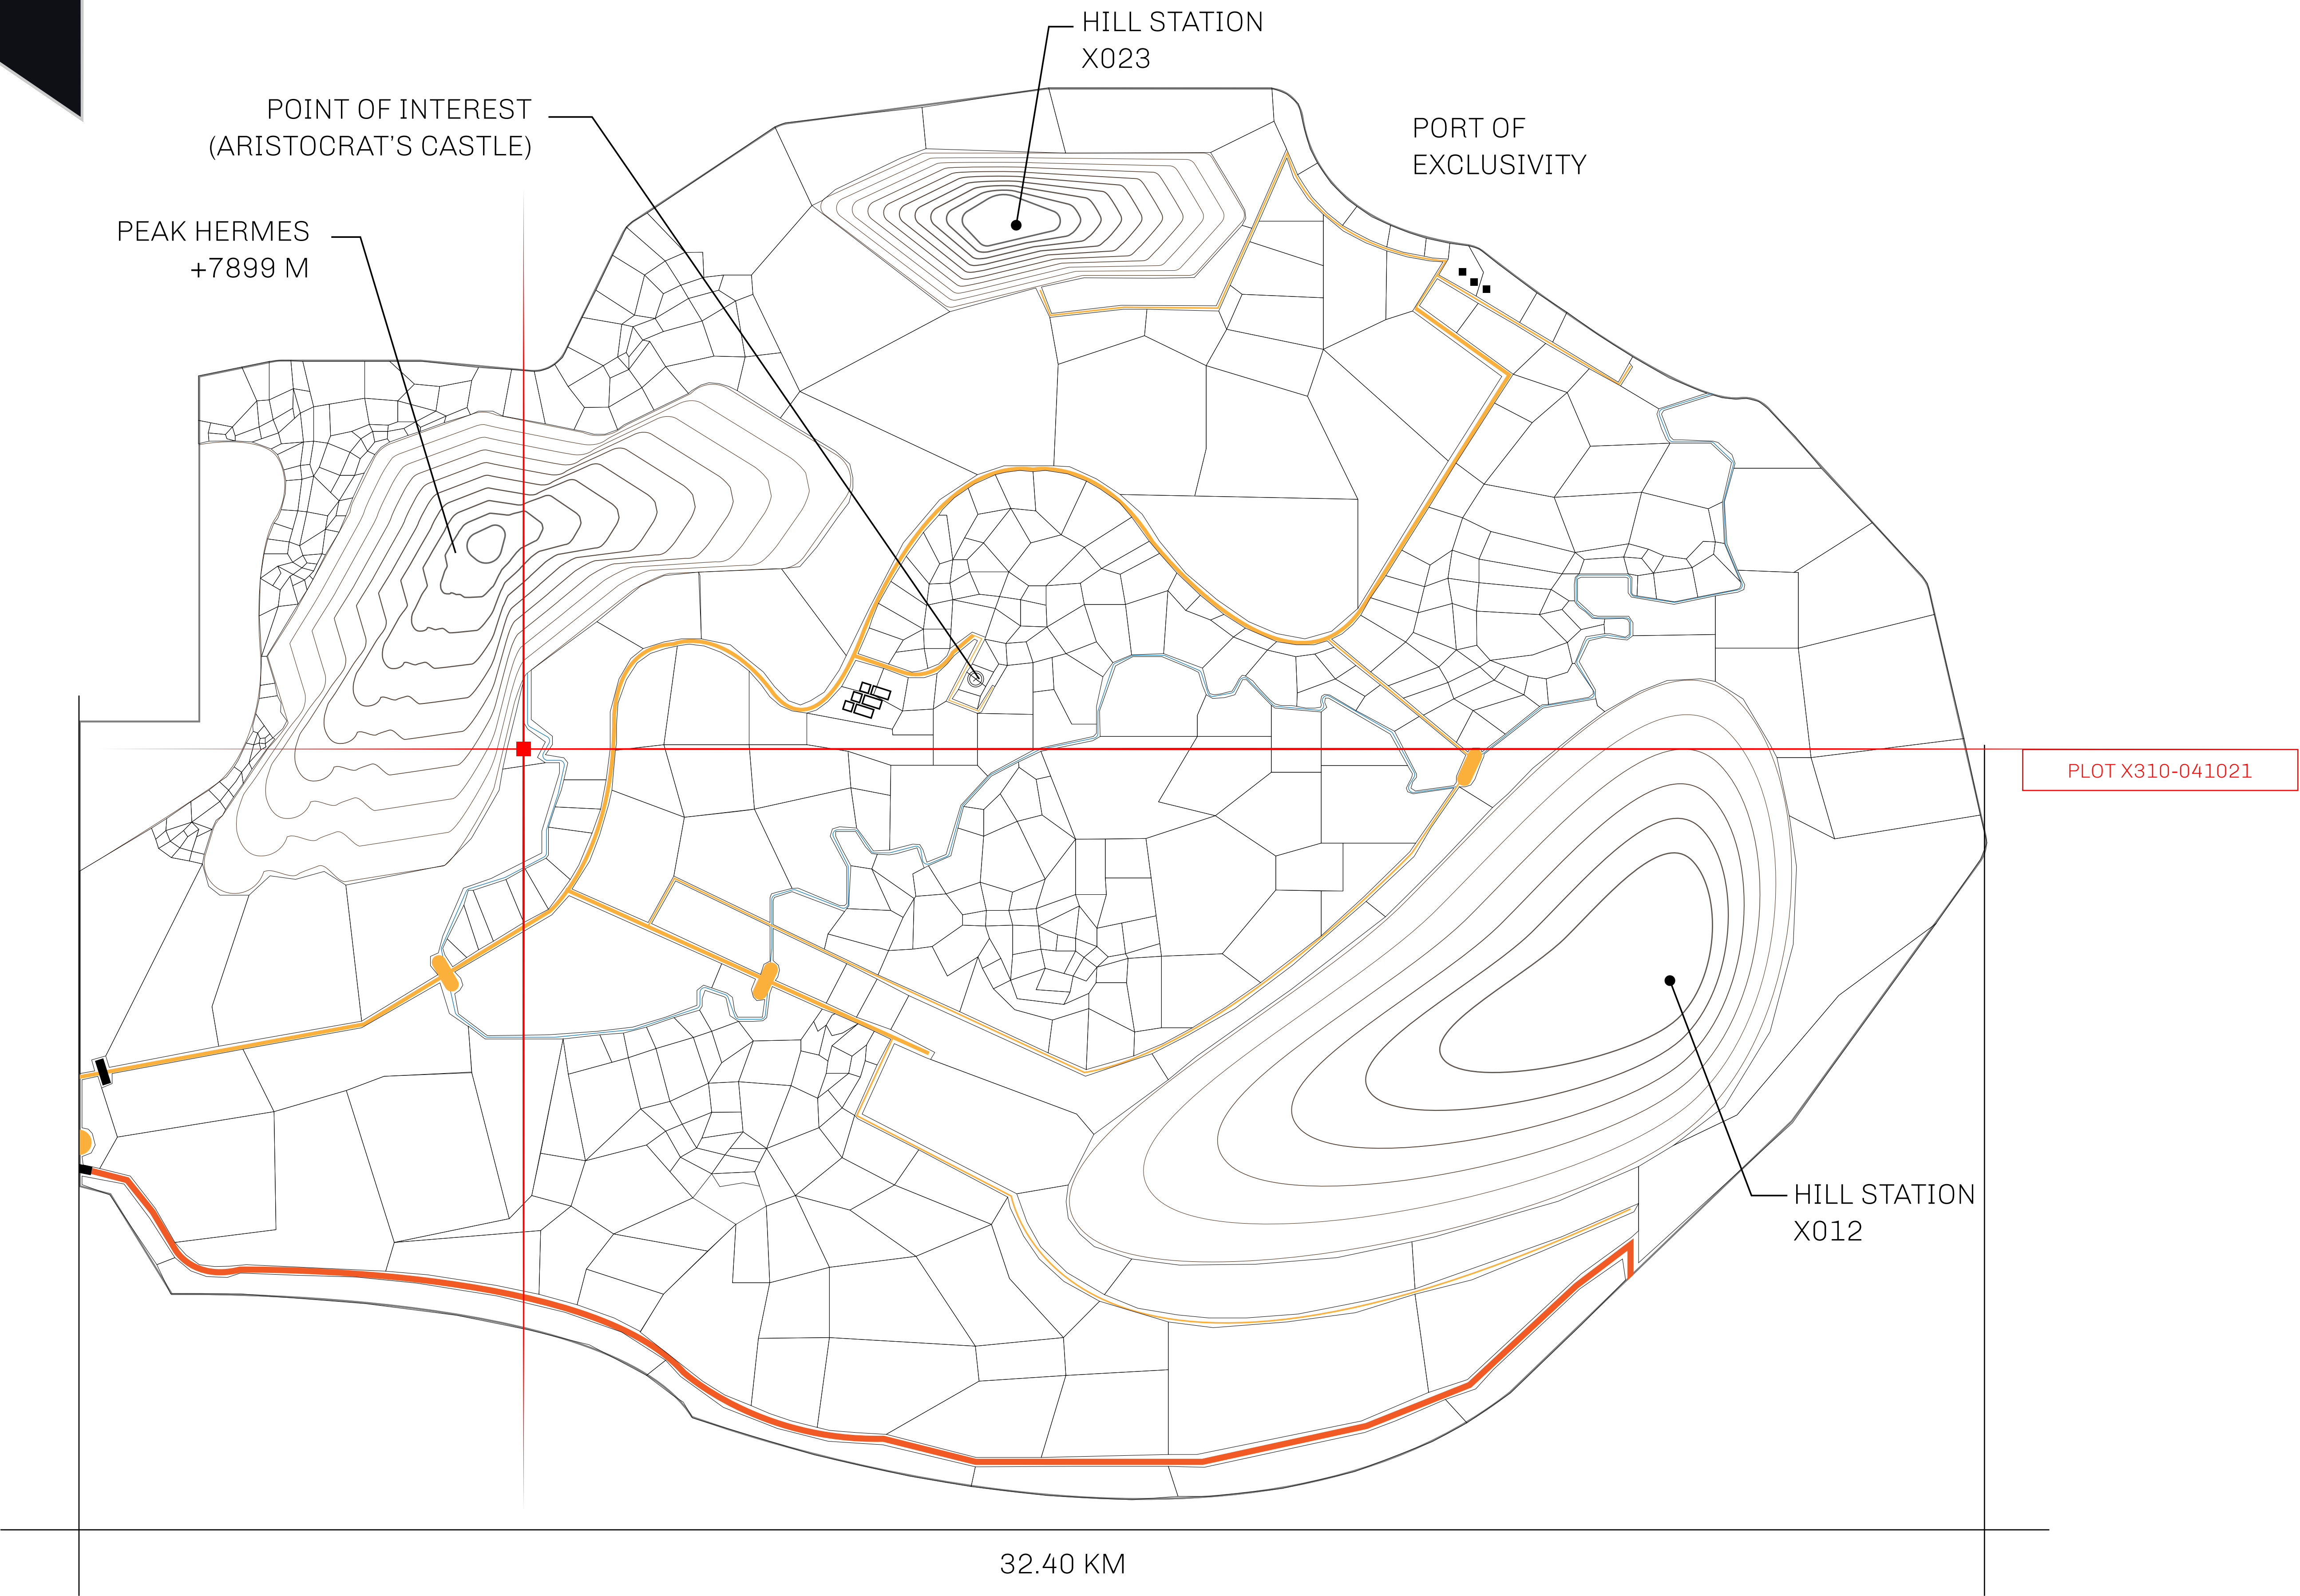 HILL STATION
X023
POINT OF INTEREST
(ARISTOCRAT'S CASTLE)
PORT OF
EXCLUSIVITY
PEAK HERMES
+7899 M
PLOT X310-041021
HILL STATION
X012
32.40 KM